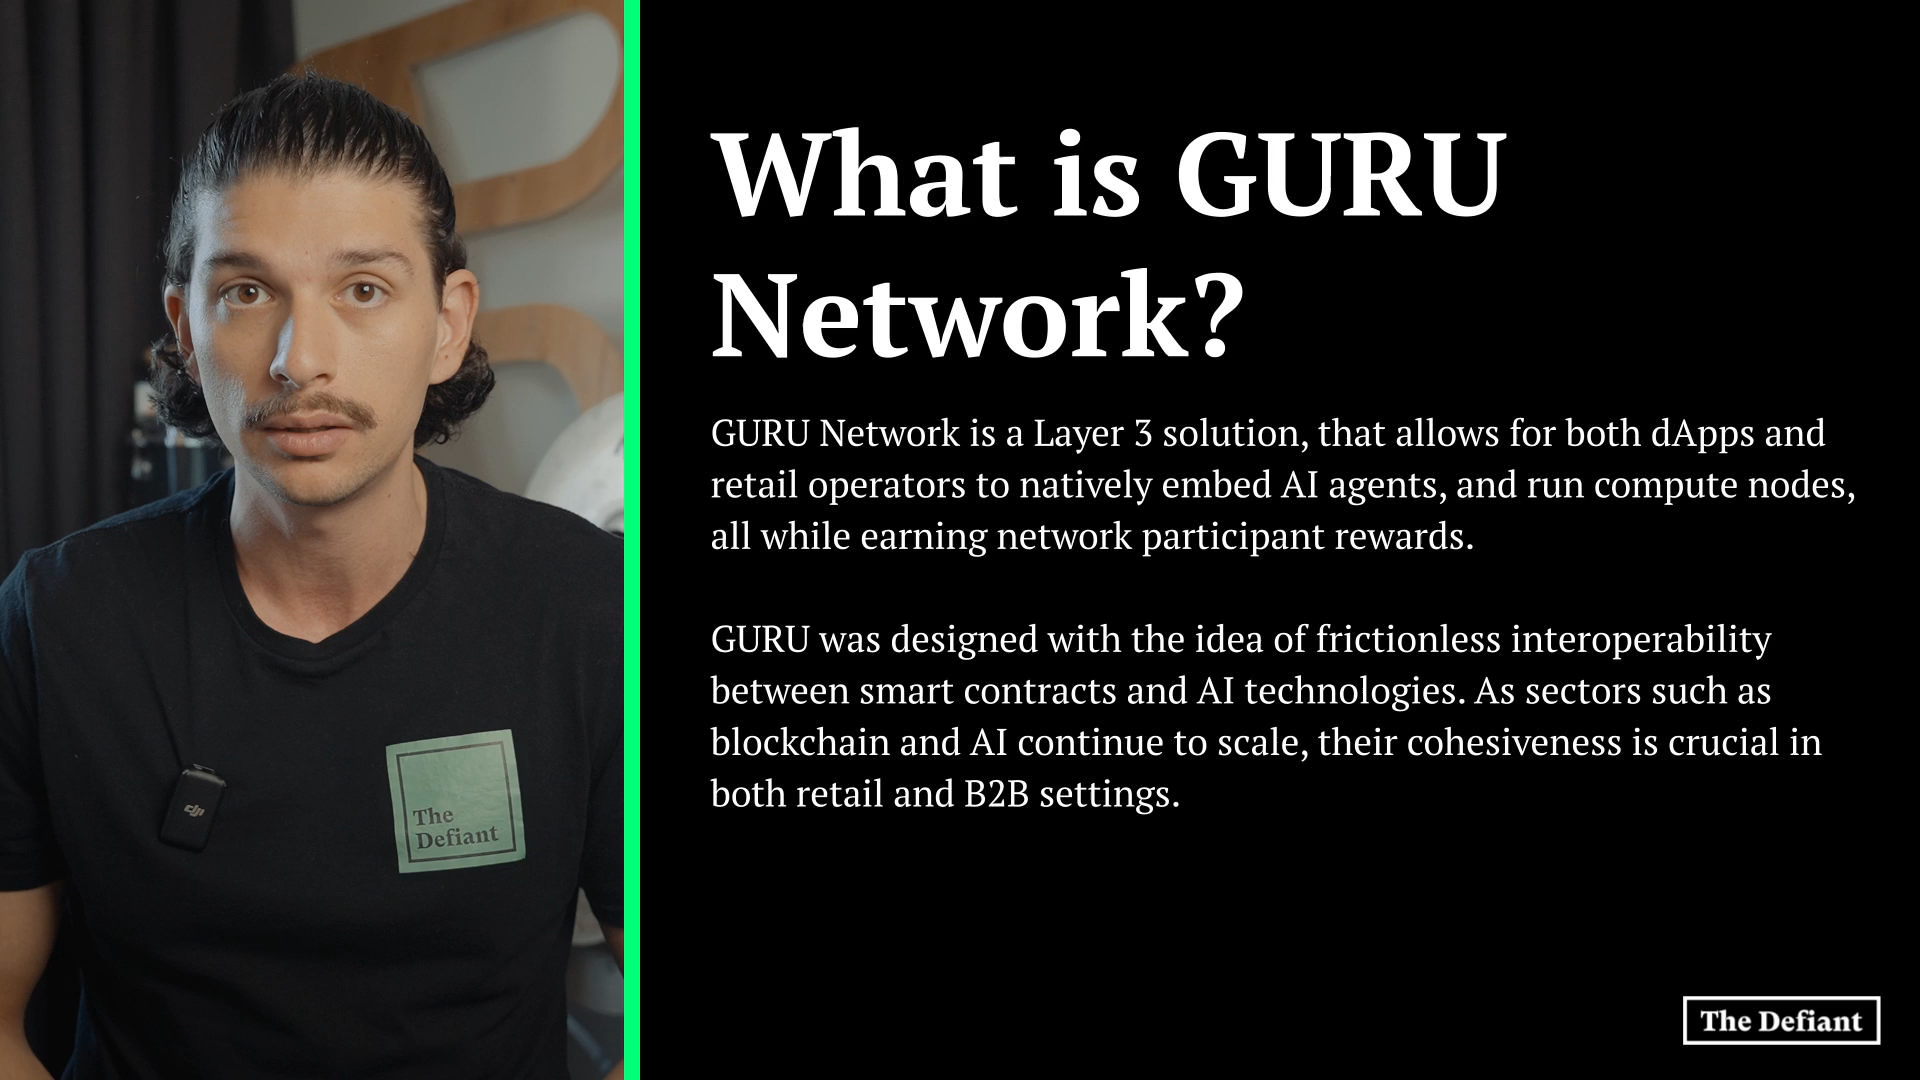 What is GURU
Network?
GURU Network is a Layer 3 solution, that allows for both dApps and
retail operators to natively embed AI agents, and run compute nodes,
all while earning network participant rewards.
GURU was designed with the idea of frictionless interoperability
between smart contracts and AI technologies. As sectors such as
blockchain and AI continue to scale, their cohesiveness is crucial in
both retail and B2B settings.
The Defiant
dji
The
Defiant